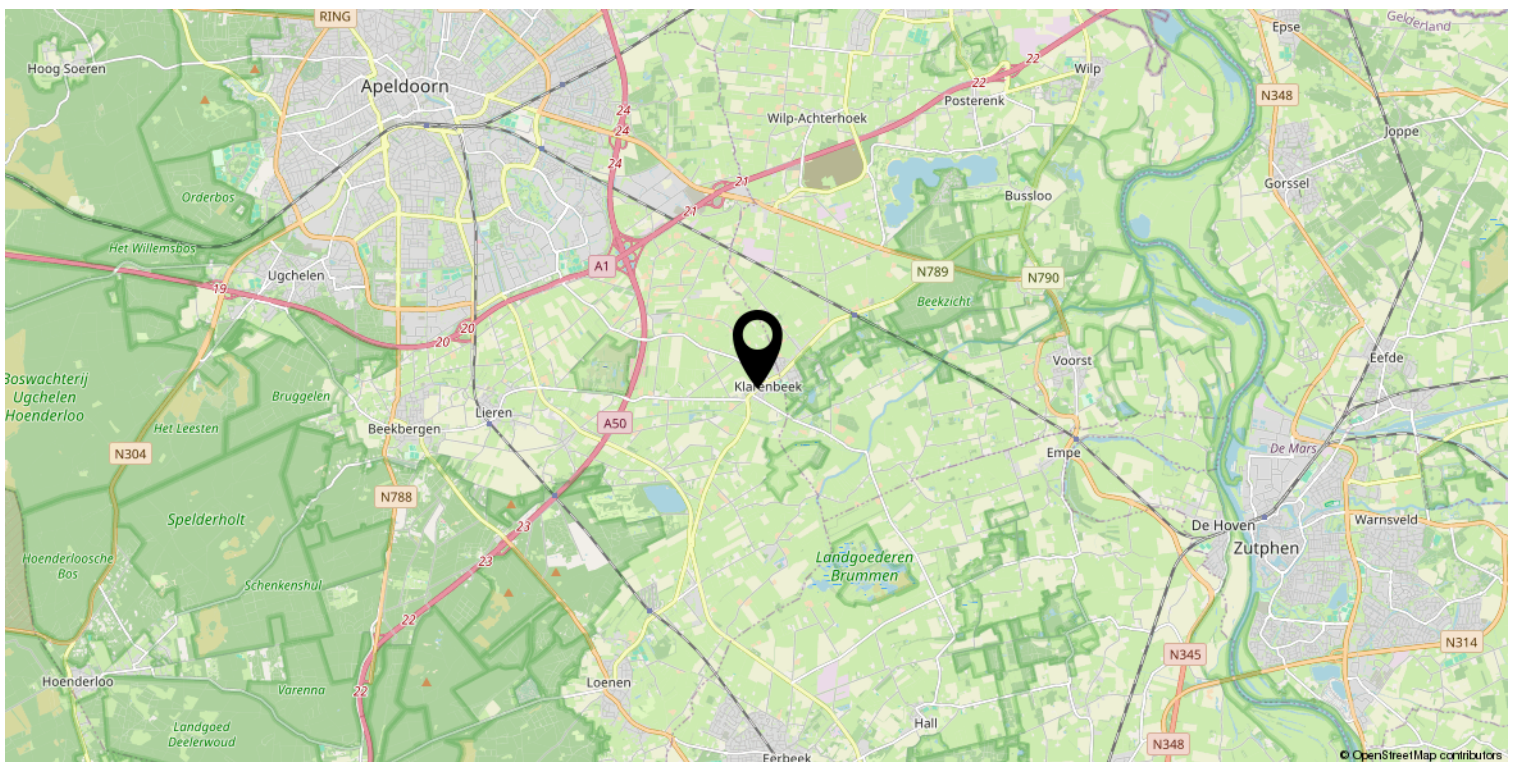 RING
Gelderland
Epse
Hoog Soeren
22
Wilp
22
Apeldoorn
N348
Posterenk
24
Wilp-Achterhoek
24
Joppe
24
21
Gorssel
Orderbos
Bussloo
21
Het Willemsbos
A1
Ugchelen
N789
N790
19
Beekzicht
20
20
Voorst
Eefde
Boswachterij
Ugchelen
Hoenderloo
Klarenbeek
Bruggelen
Lieren
A50
Het Leesten
Beekbergen
De Mars
N304
Empe
N788
Spelderholt
23
De Hoven
Warnsveld
Zutphen
Hoenderloosche
Bos
23
Landgoederen
Brummen
Schenkenshul
22
N314
N345
Hoenderloo
Loenen
Varenna
22
Landgoed
Deelerwoud
Hall
N348
Eerbeek
© OpenStreetMap contributors